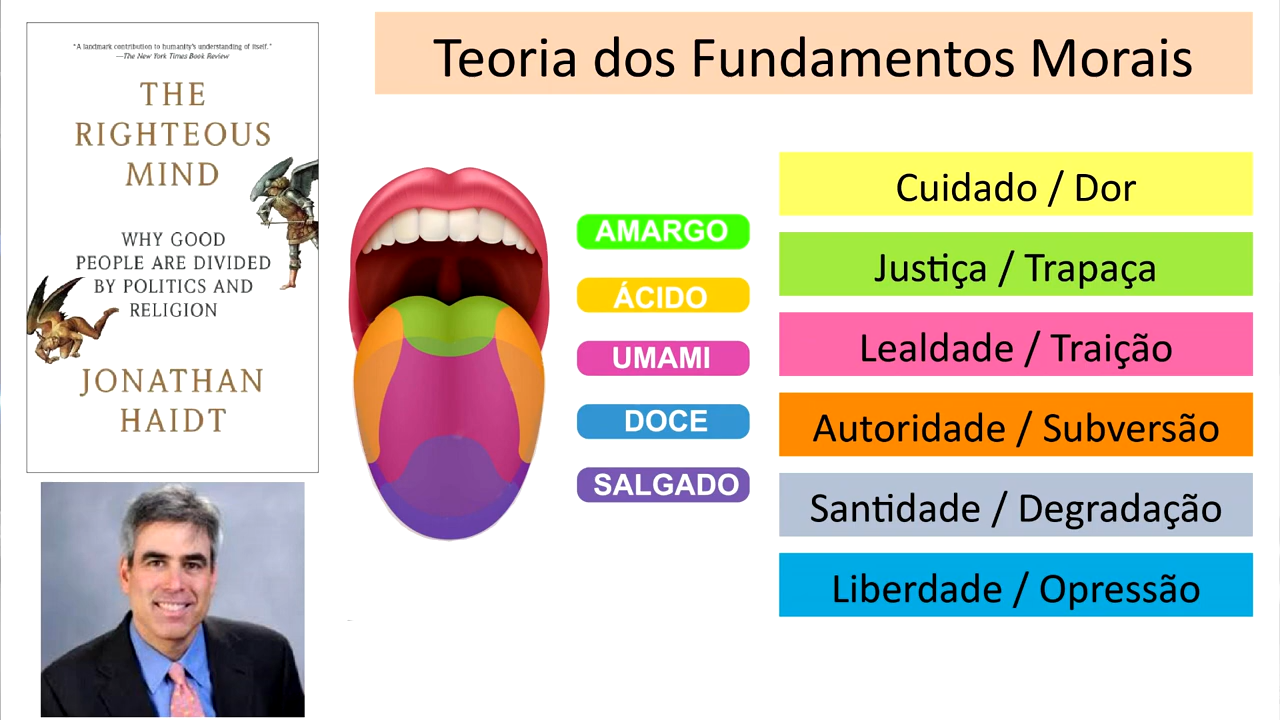 "A landmark contribution to humanity's understanding of itself."
—The New York Times Book Review
THE
RIGHTEOUS
MIND
WHY GOOD
PEOPLE ARE DIVIDED
BY POLITICS AND
RELIGION
JONATHAN
HAIDT
Teoria dos Fundamentos Morais
AMARGO
ÁCIDO
UMAMI
DOCE
SALGADO
Cuidado / Dor
Justiça / Trapaça
Lealdade / Traição
Autoridade / Subversão
Santidade / Degradação
Liberdade / Opressão